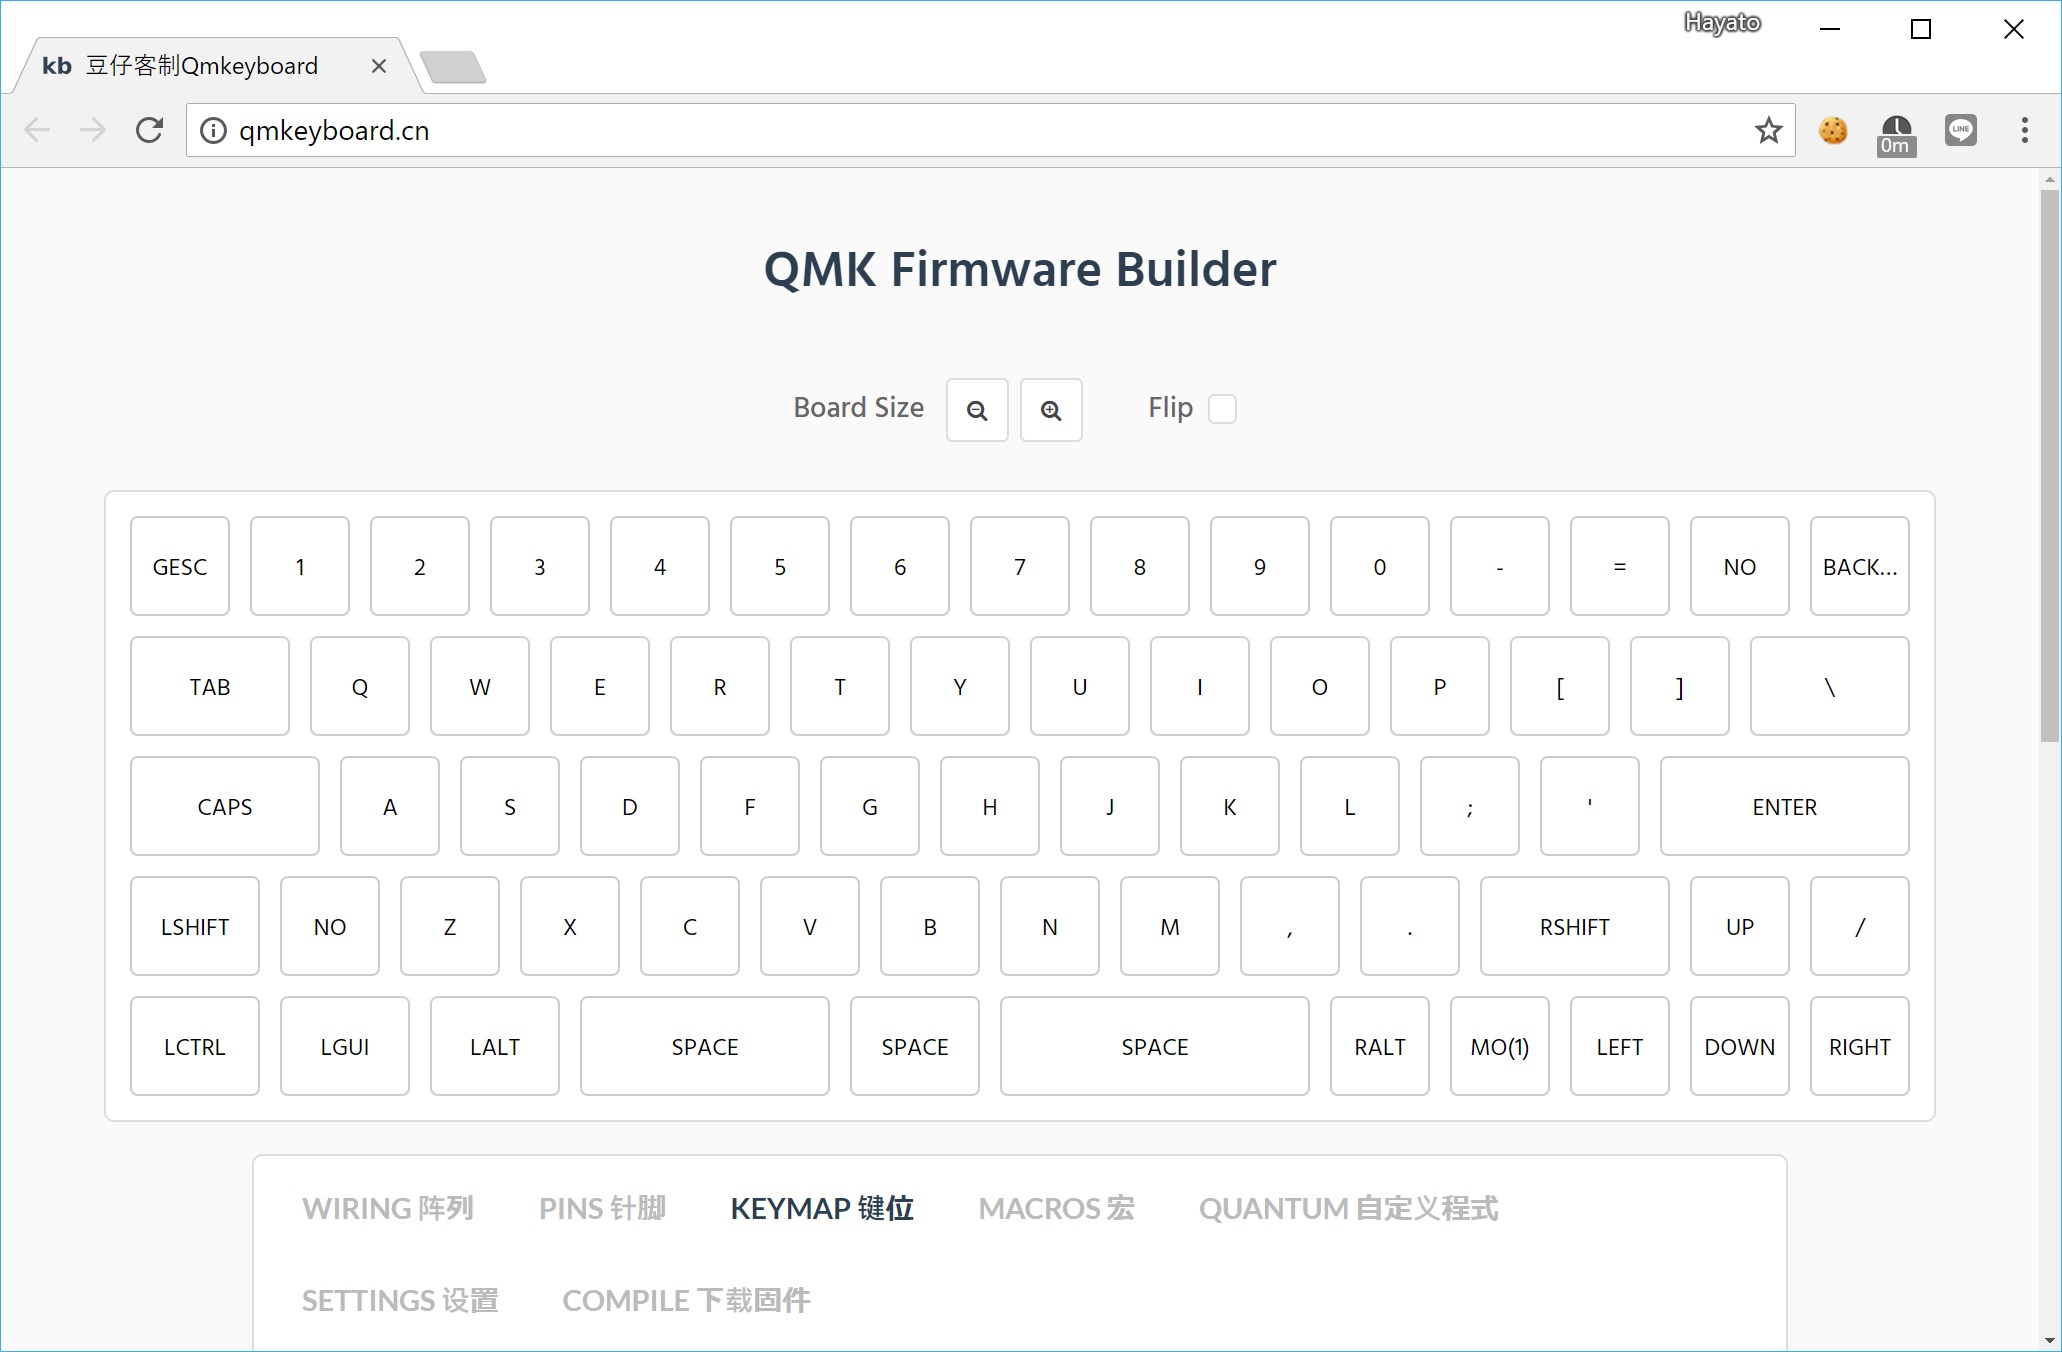 Hayato
kb 豆仔客制Qmkeyboard
qmkeyboard.cn
0m
LINE
QMK Firmware Builder
Board Size Flip
GESC 1 2 3 4 5 6 7 8 9 0 - = NO BACK...
TAB Q W E R T Y U I O P [ ] \
CAPS A S D F G H J K L ; ' ENTER
LSHIFT NO Z X C V B N M , . RSHIFT UP /
LCTRL LGUI LALT SPACE SPACE SPACE RALT MO(1) LEFT DOWN RIGHT
WIRING 阵列 PINS 针脚 KEYMAP 键位 MACROS 宏 QUANTUM 自定义程式
SETTINGS 设置 COMPILE 下载固件